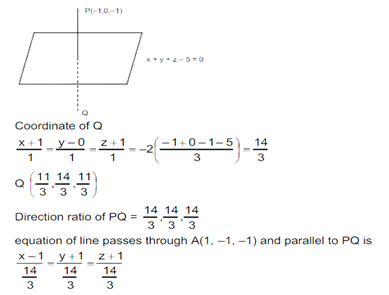 P(−1,0,−1)
x + y + z − 5 = 0
Q
Coordinate of Q
(x + 1)/1 = (y − 0)/1 = (z + 1)/1 = −2((−1 + 0 − 1 − 5)/3) = 14/3
Q (11/3, 14/3, 11/3)
Direction ratio of PQ = 14/3, 14/3, 14/3
equation of line passes through A(1, −1, −1) and parallel to PQ is
(x − 1)/(14/3) = (y + 1)/(14/3) = (z + 1)/(14/3)